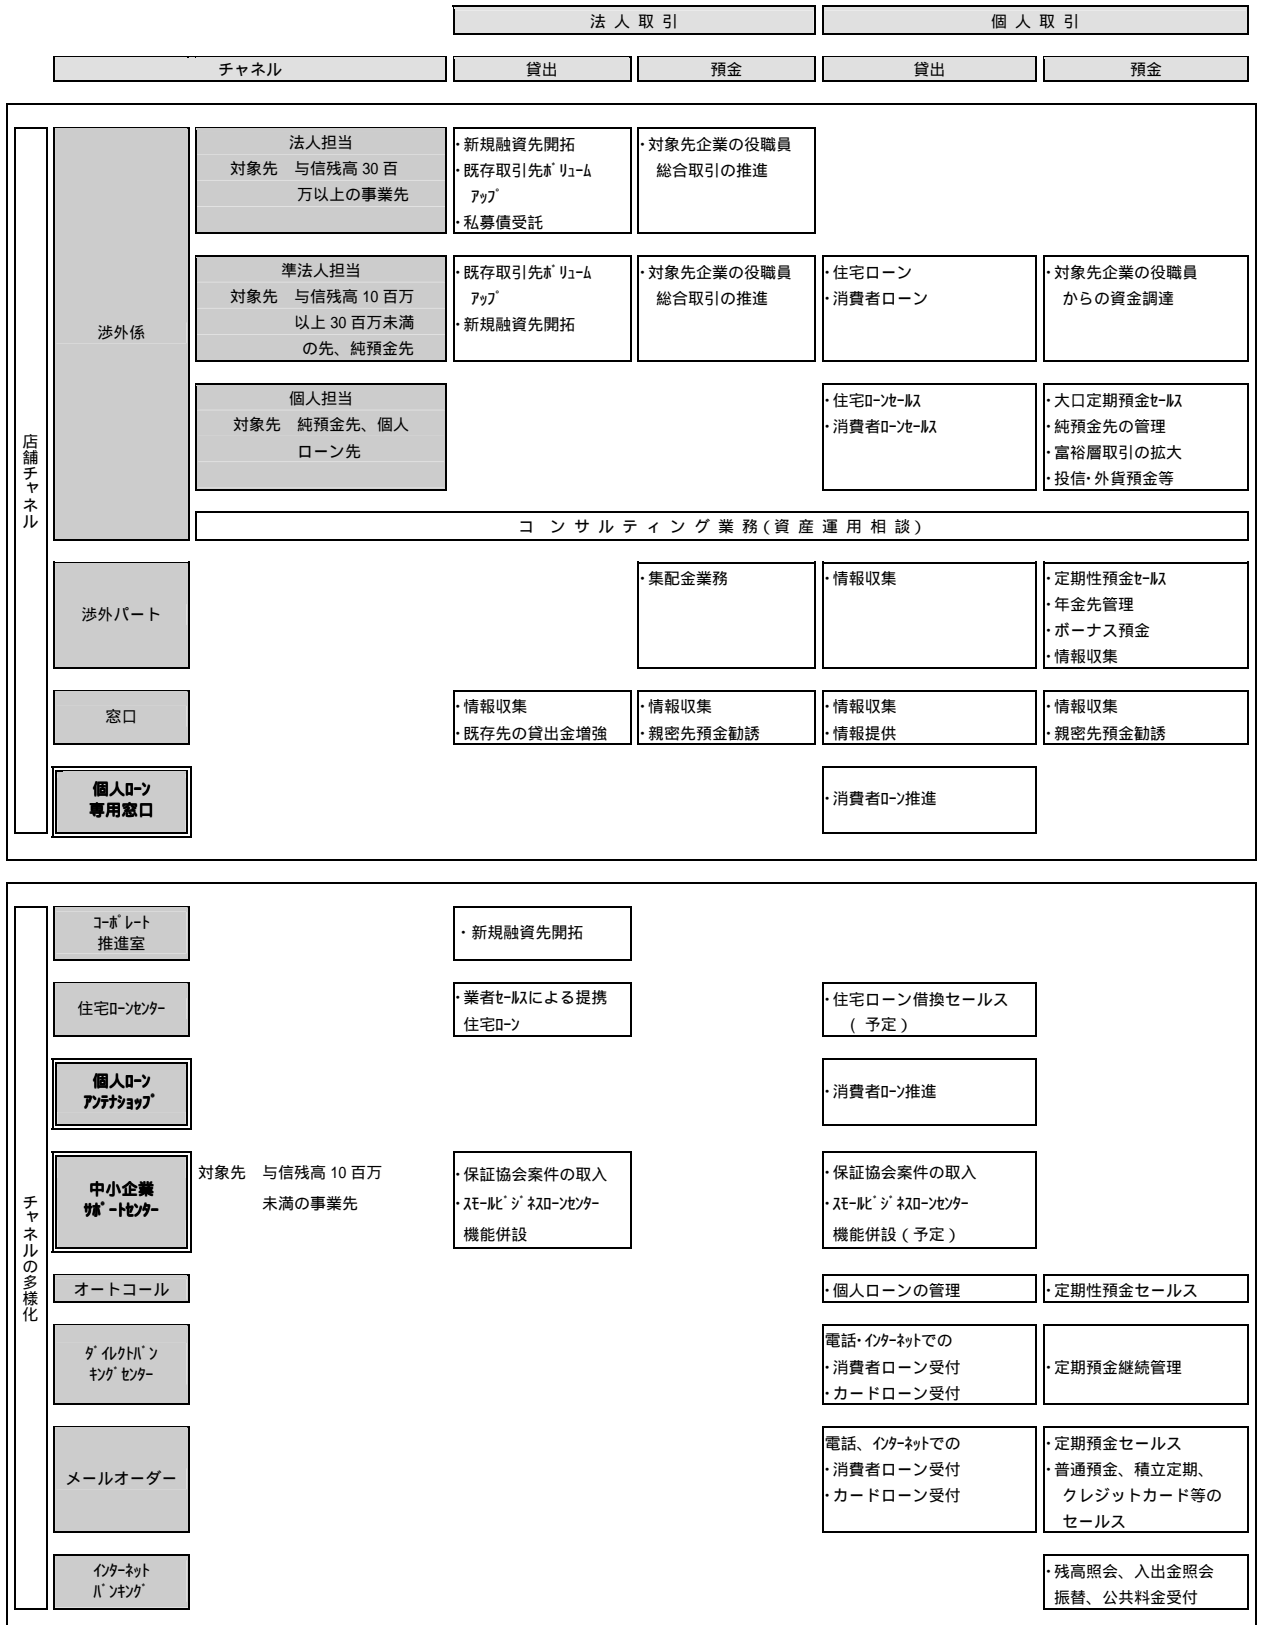 法 人 取 引
個 人 取 引
チャネル
貸出
預金
貸出
預金
店舗チャネル
渉外係
法人担当
対象先 与信残高 30 百
万以上の事業先
・新規融資先開拓
・既存取引先ボリューム
アップ
・私募債受託
・対象先企業の役職員
総合取引の推進
準法人担当
対象先 与信残高 10 百万
以上 30 百万未満
の先、純預金先
・既存取引先ボリューム
アップ
・新規融資先開拓
・対象先企業の役職員
総合取引の推進
・住宅ローン
・消費者ローン
・対象先企業の役職員
からの資金調達
個人担当
対象先 純預金先、個人
ローン先
・住宅ローンセールス
・消費者ローンセールス
・大口定期預金セールス
・純預金先の管理
・富裕層取引の拡大
・投信・外貨預金等
コ ン サ ル テ ィ ン グ 業 務 ( 資 産 運 用 相 談 )
渉外パート
・集配金業務
・情報収集
・定期性預金セールス
・年金先管理
・ボーナス預金
・情報収集
窓口
・情報収集
・既存先の貸出金増強
・情報収集
・親密先預金勧誘
・情報収集
・情報提供
・情報収集
・親密先預金勧誘
個人ローン
専用窓口
・消費者ローン推進
チャネルの多様化
コーポレート
推進室
・新規融資先開拓
住宅ローンセンター
・業者セールスによる提携
住宅ローン
・住宅ローン借換セールス
( 予定 )
個人ローン
アンテナショップ
・消費者ローン推進
中小企業
サポートセンター
対象先 与信残高 10 百万
未満の事業先
・保証協会案件の取入
・スモールビジネスローンセンター
機能併設
・保証協会案件の取入
・スモールビジネスローンセンター
機能併設 ( 予定 )
オートコール
・個人ローンの管理
・定期性預金セールス
ダイレクトバン
キングセンター
電話・インターネットでの
・消費者ローン受付
・カードローン受付
・定期預金継続管理
メールオーダー
電話、インターネットでの
・消費者ローン受付
・カードローン受付
・定期預金セールス
・普通預金、積立定期、
クレジットカード等の
セールス
インターネット
バンキング
・残高照会、入出金照会
振替、公共料金受付